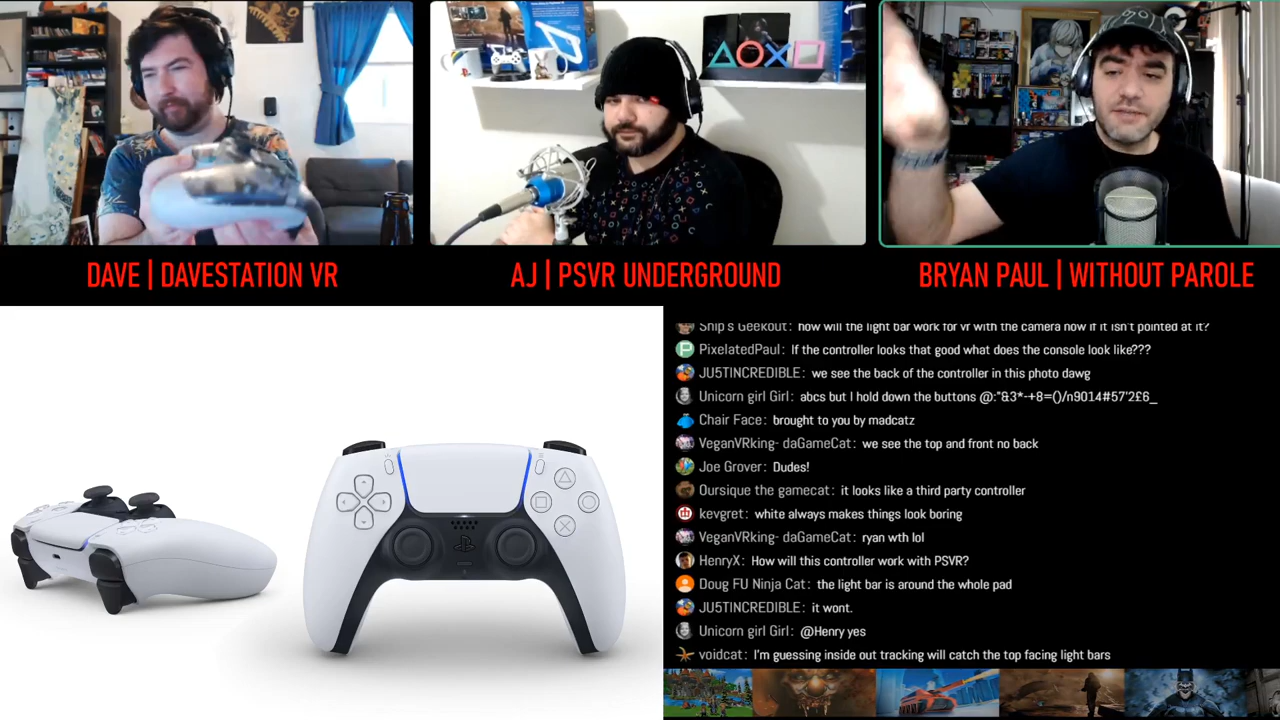 DAVE | DAVESTATION VR
AJ | PSVR UNDERGROUND
BRYAN PAUL | WITHOUT PAROLE
Ship's Geekout: how will the light bar work for vr with the camera now if it isn't pointed at it?
PixelatedPaul: If the controller looks that good what does the console look like???
JU5TINCREDIBLE: we see the back of the controller in this photo dawg
Unicorn girl Girl: abcs but I hold down the buttons @:"&3*-+8=()/n9014#57'2£6_
Chair Face: brought to you by madcatz
VeganVRking- daGameCat: we see the top and front no back
Joe Grover: Dudes!
Oursique the gamecat: it looks like a third party controller
kevgret: white always makes things look boring
VeganVRking- daGameCat: ryan wth lol
HenryX: How will this controller work with PSVR?
Doug FU Ninja Cat: the light bar is around the whole pad
JU5TINCREDIBLE: it wont.
Unicorn girl Girl: @Henry yes
voidcat: I'm guessing inside out tracking will catch the top facing light bars